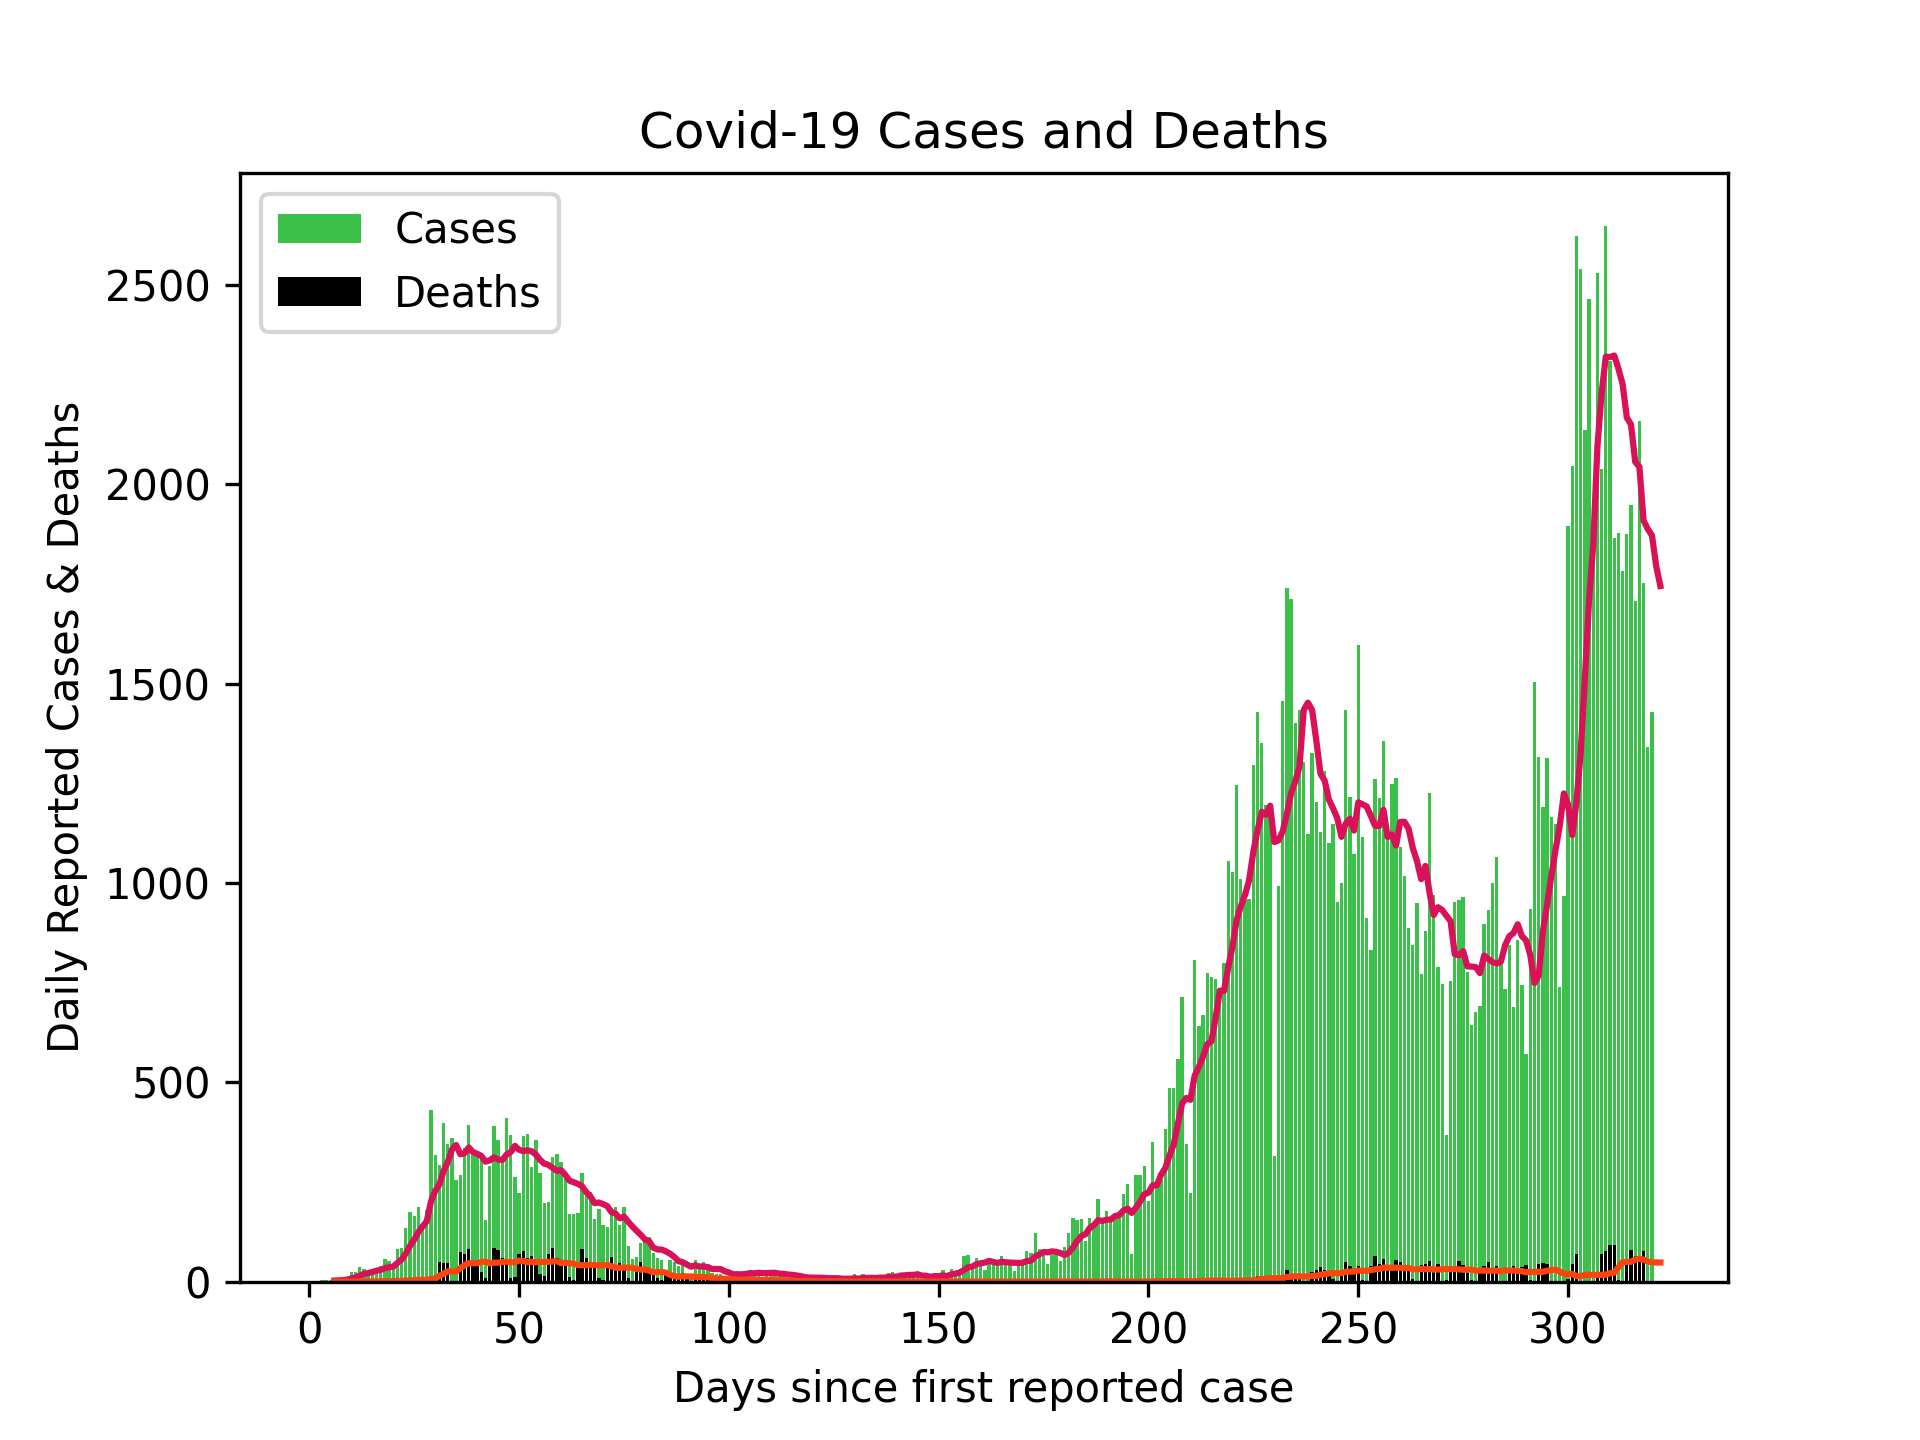 Covid-19 Cases and Deaths
Cases
Deaths
2500
2000
1500
1000
500
0
Daily Reported Cases & Deaths
0 50 100 150 200 250 300
Days since first reported case